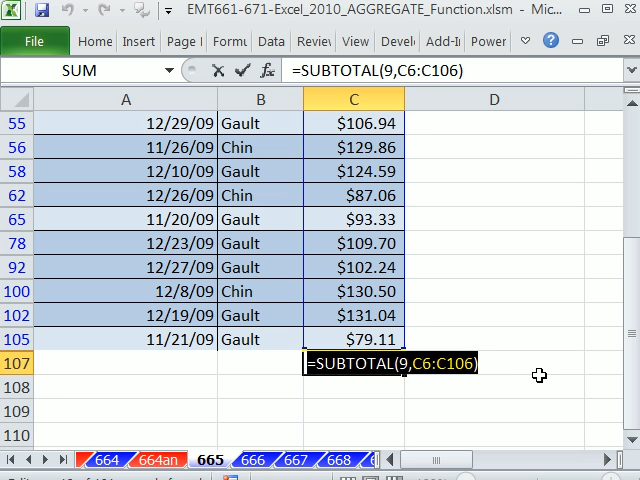 EMT661-671-Excel_2010_AGGREGATE_Function.xlsm - Mic...
File Home Insert Page Form Data Revie View Deve Add-In Power
SUM =SUBTOTAL(9,C6:C106)
A B C D
55 12/29/09 Gault $106.94
56 11/26/09 Chin $129.86
58 12/10/09 Gault $124.59
62 12/26/09 Chin $87.06
65 11/20/09 Gault $93.33
78 12/23/09 Gault $109.70
92 12/27/09 Gault $102.24
100 12/8/09 Chin $130.50
102 12/19/09 Gault $131.04
105 11/21/09 Gault $79.11
107 =SUBTOTAL(9,C6:C106)
108
109
110
664 664an 665 666 667 668